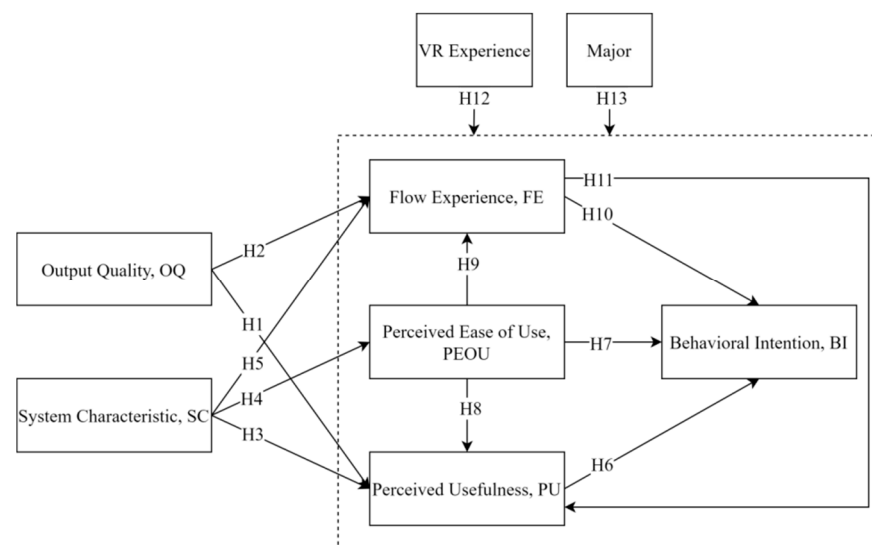 VR Experience
Major
H12
H13
Flow Experience, FE
H11
H10
H2
Output Quality, OQ
H9
H1
Perceived Ease of Use,
PEOU
H7
Behavioral Intention, BI
H5
H4
System Characteristic, SC
H8
H3
H6
Perceived Usefulness, PU